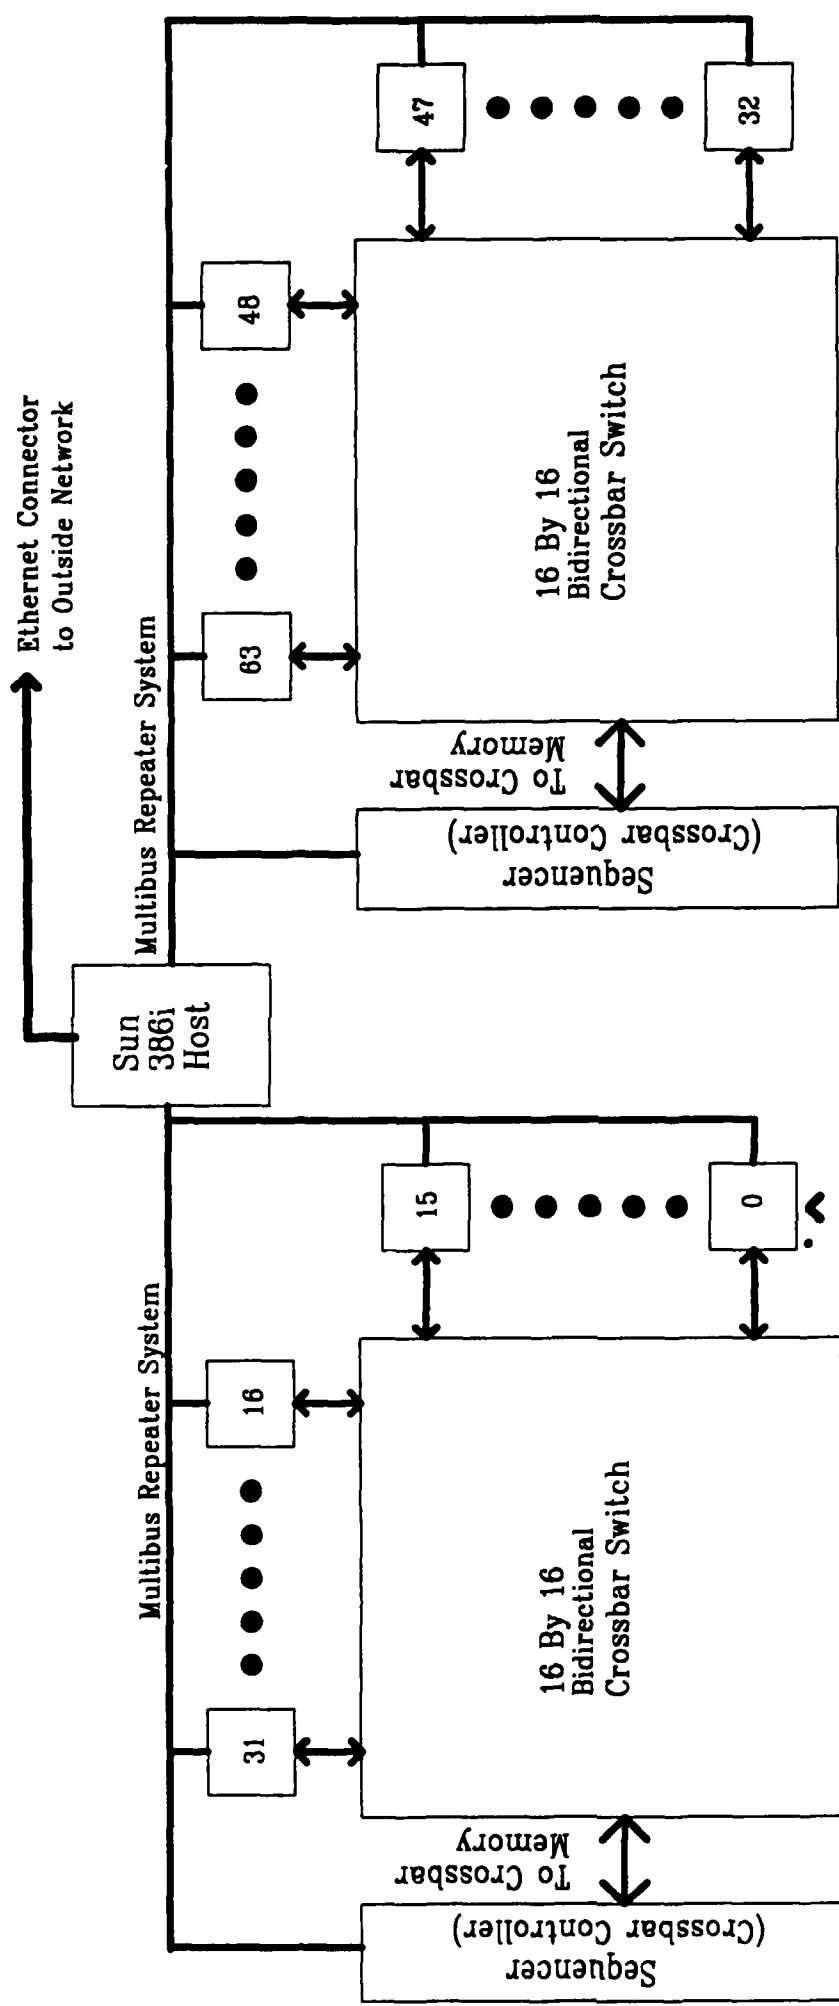 Ethernet Connector
to Outside Network
Multibus Repeater System
Multibus Repeater System
Sun
386i
Host
31
16
15
0
63
48
47
32
16 By 16
Bidirectional
Crossbar Switch
16 By 16
Bidirectional
Crossbar Switch
To Crossbar
Memory
To Crossbar
Memory
Sequencer
(Crossbar Controller)
Sequencer
(Crossbar Controller)